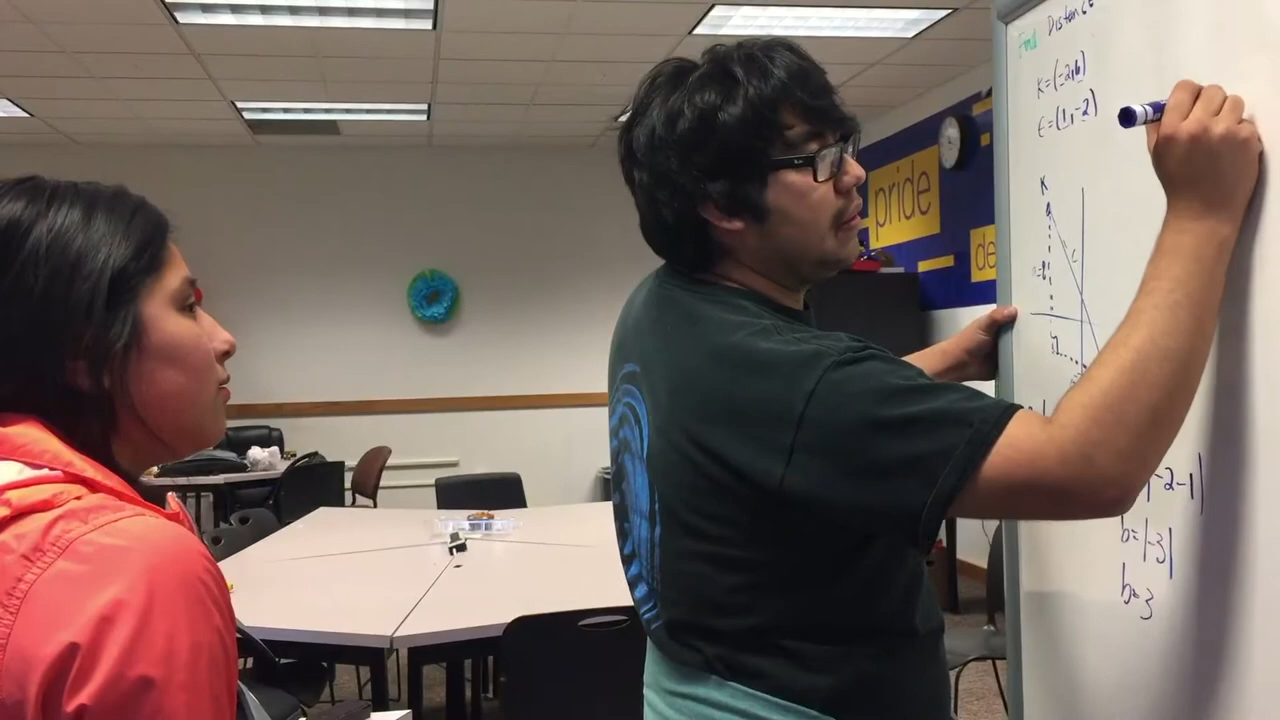 Find Distance
K=(-2,6)
E=(1,-2)
K
c
|-2-1|
b=|-3|
b=3
pride
de